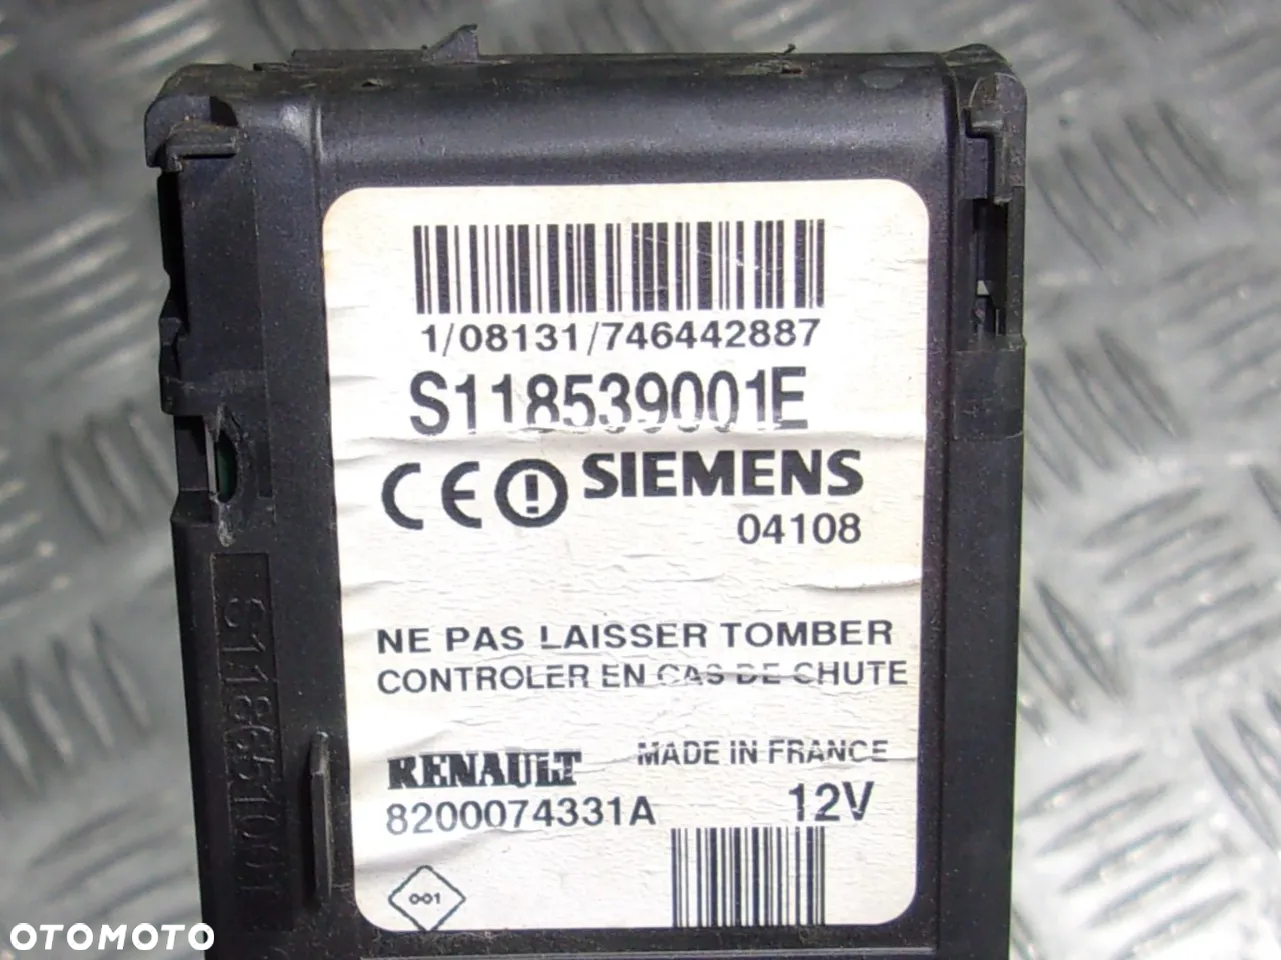 1/08131/746442887
S118539001E
CE SIEMENS
04108
NE PAS LAISSER TOMBER
CONTROLER EN CAS DE CHUTE
RENAULT MADE IN FRANCE
8200074331A 12V
001
OTOMOTO